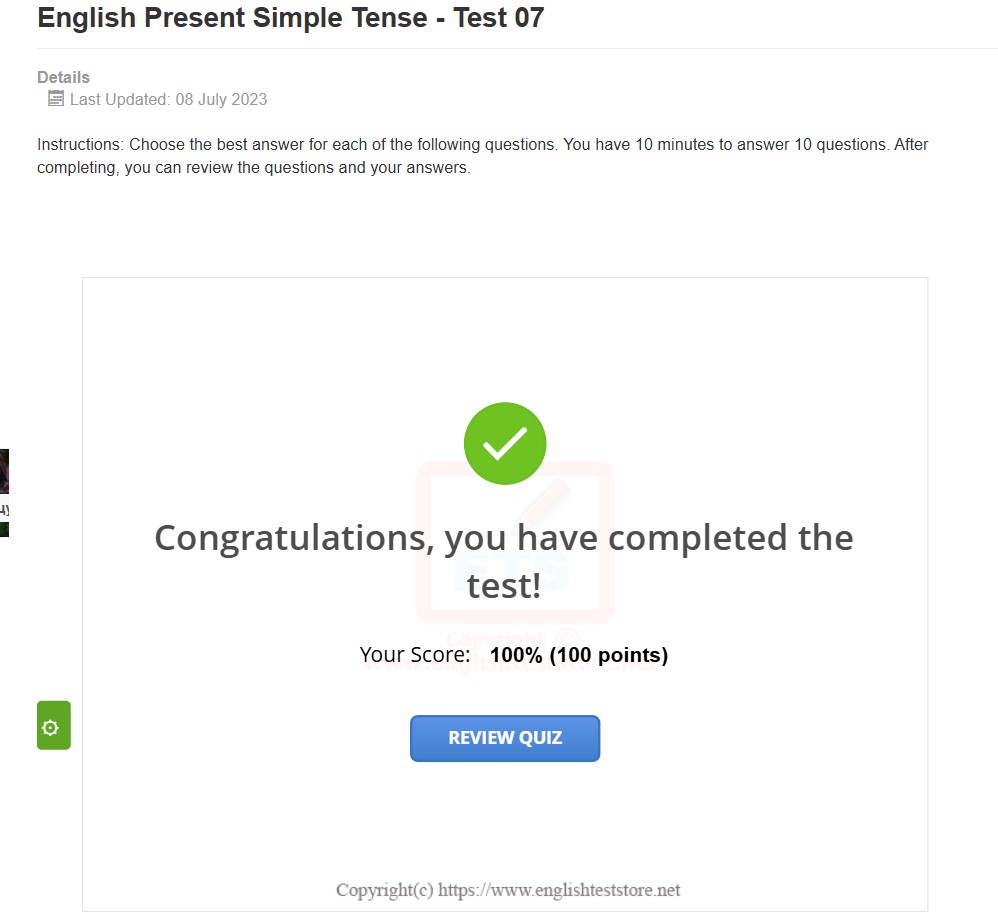 English Present Simple Tense - Test 07
Details
Last Updated: 08 July 2023
Instructions: Choose the best answer for each of the following questions. You have 10 minutes to answer 10 questions. After
completing, you can review the questions and your answers.
Congratulations, you have completed the
test!
ETS
Copyright ©
Your Score: 100% (100 points)
REVIEW QUIZ
Copyright(c) https://www.englishteststore.net